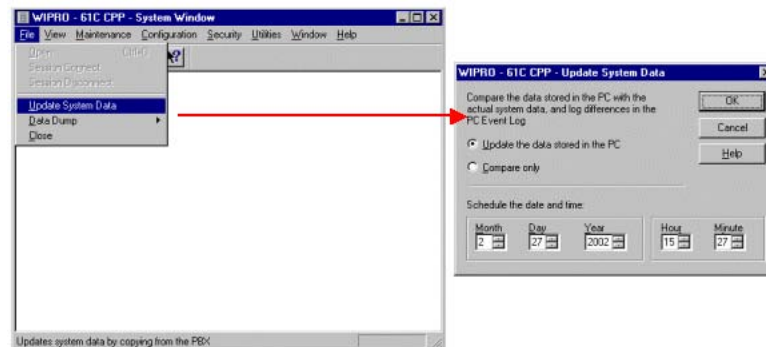 WIPRO - 61C CPP - System Window
File View Maintenance Configuration Security Utilities Window Help
Open Ctrl+O
Session Connect
Session Disconnect
Update System Data
Data Dump
Close
Updates system data by copying from the PBX
WIPRO - 61C CPP - Update System Data
Compare the data stored in the PC with the
actual system data, and log differences in the
PC Event Log
Update the data stored in the PC
Compare only
OK
Cancel
Help
Schedule the date and time:
Month Day Year Hour Minute
2 27 2002 15 27